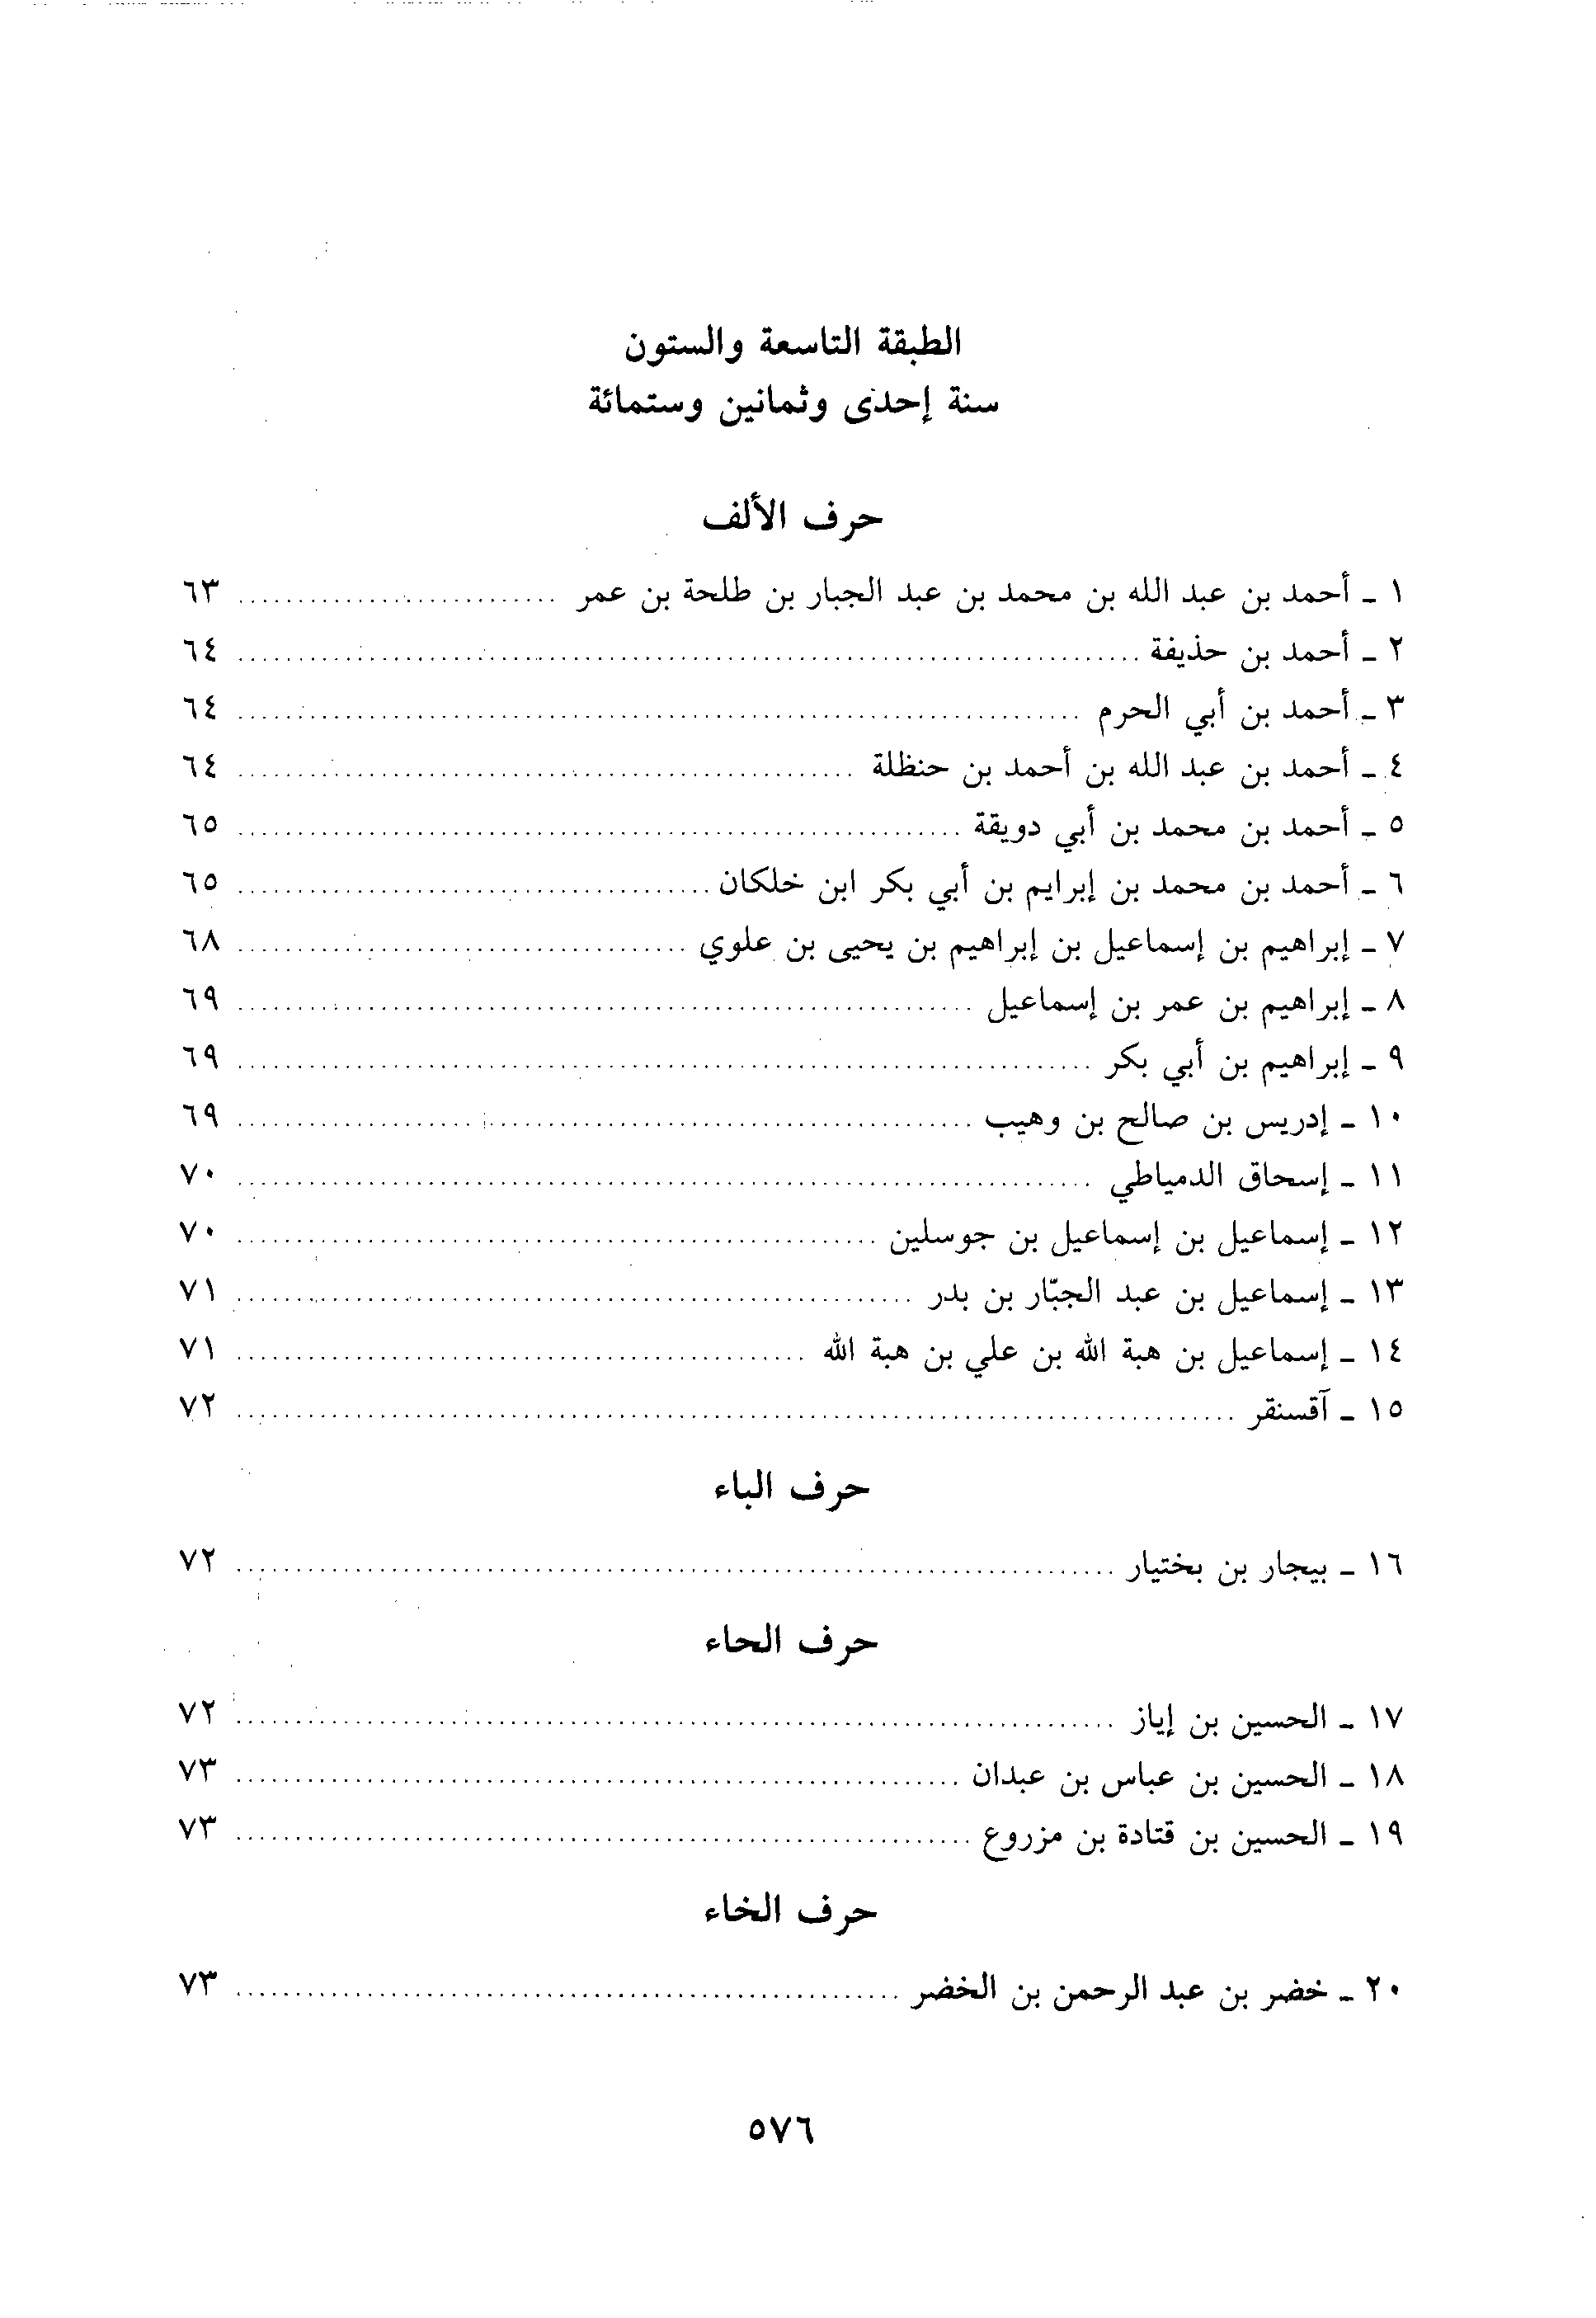 الطبقة التاسعة والستون
سنة إحدى وثمانين وستمائة
حرف الألف
١ ـ أحمد بن عبد الله بن محمد بن عبد الجبار بن طلحة بن عمر ........................... ٦٣
٢ ـ أحمد بن حذيفة ........................... ٦٤
٣ ـ أحمد بن أبي الحرم ........................... ٦٤
٤ ـ أحمد بن عبد الله بن أحمد بن حنظلة ........................... ٦٤
٥ ـ أحمد بن محمد بن أبي دويقة ........................... ٦٥
٦ ـ أحمد بن محمد بن إبرايم بن أبي بكر ابن خلكان ........................... ٦٥
٧ ـ إبراهيم بن إسماعيل بن إبراهيم بن يحيى بن علوي ........................... ٦٨
٨ ـ إبراهيم بن عمر بن إسماعيل ........................... ٦٩
٩ ـ إبراهيم بن أبي بكر ........................... ٦٩
١٠ ـ إدريس بن صالح بن وهيب ........................... ٦٩
١١ ـ إسحاق الدمياطي ........................... ٧٠
١٢ ـ إسماعيل بن إسماعيل بن جوسلين ........................... ٧٠
١٣ ـ إسماعيل بن عبد الجبّار بن بدر ........................... ٧١
١٤ ـ إسماعيل بن هبة الله بن علي بن هبة الله ........................... ٧١
١٥ ـ آقسنقر ........................... ٧٢
حرف الباء
١٦ ـ بيجار بن بختيار ........................... ٧٢
حرف الحاء
١٧ ـ الحسين بن إياز ........................... ٧٢
١٨ ـ الحسين بن عباس بن عبدان ........................... ٧٣
١٩ ـ الحسين بن قتادة بن مزروع ........................... ٧٣
حرف الخاء
٢٠ ـ خضر بن عبد الرحمن بن الخضر ........................... ٧٣
٥٧٦